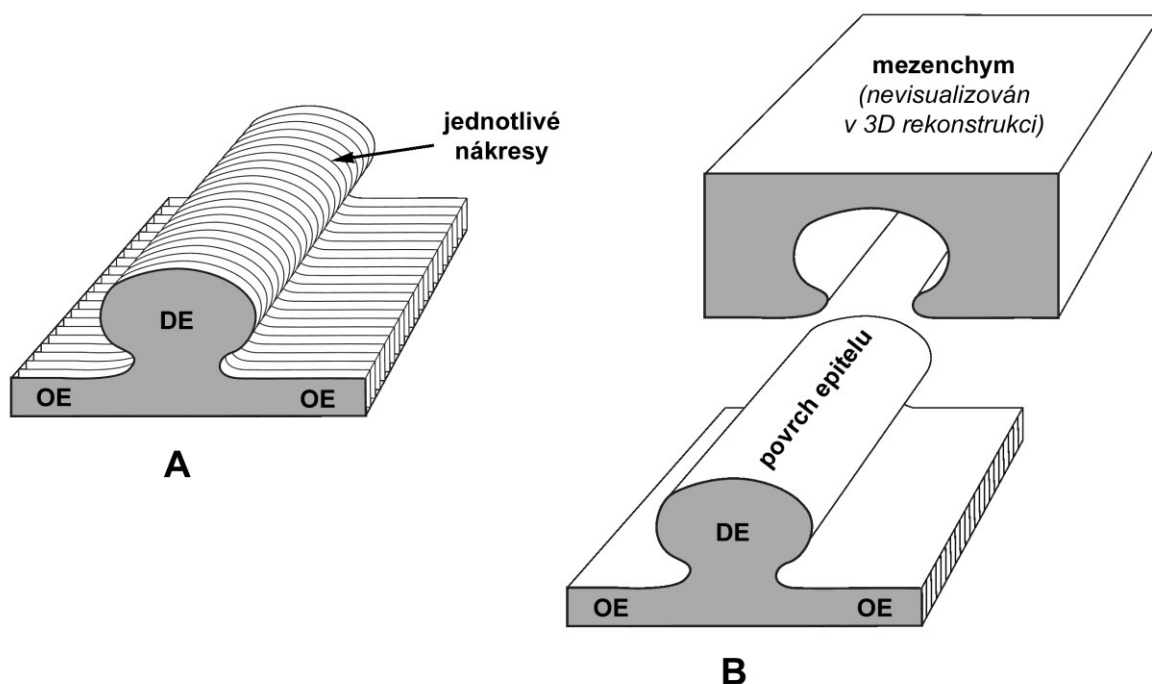 jednotlivé
nákresy
DE
OE
OE
A
mezenchym
(nevisualizován
v 3D rekonstrukci)
povrch epitelu
DE
OE
OE
B